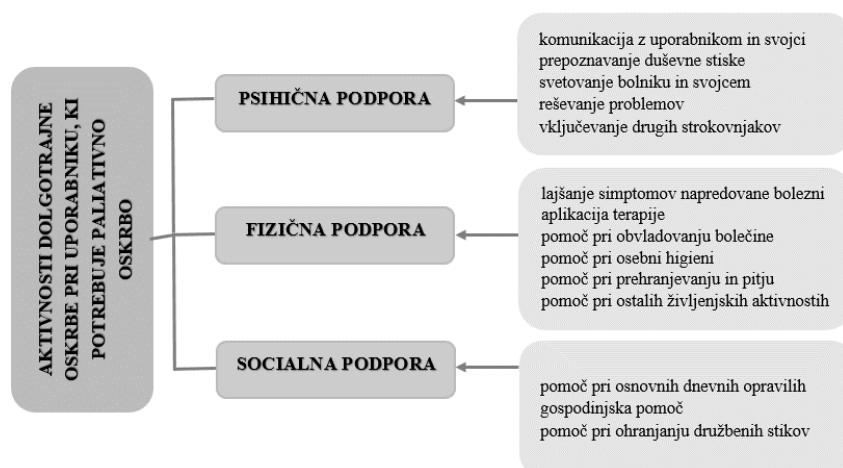 AKTIVNOSTI DOLGOTRAJNE
OSKRBE PRI UPORABNIKU, KI
POTREBUJE PALIATIVNO
OSKRBO
PSIHIČNA PODPORA
komunikacija z uporabnikom in svojci
prepoznavanje duševne stiske
svetovanje bolniku in svojcem
reševanje problemov
vključevanje drugih strokovnjakov
FIZIČNA PODPORA
lajšanje simptomov napredovane bolezni
aplikacija terapije
pomoč pri obvladovanju bolečine
pomoč pri osebni higieni
pomoč pri prehranjevanju in pitju
pomoč pri ostalih življenjskih aktivnostih
SOCIALNA PODPORA
pomoč pri osnovnih dnevnih opravilih
gospodinjska pomoč
pomoč pri ohranjanju družbenih stikov